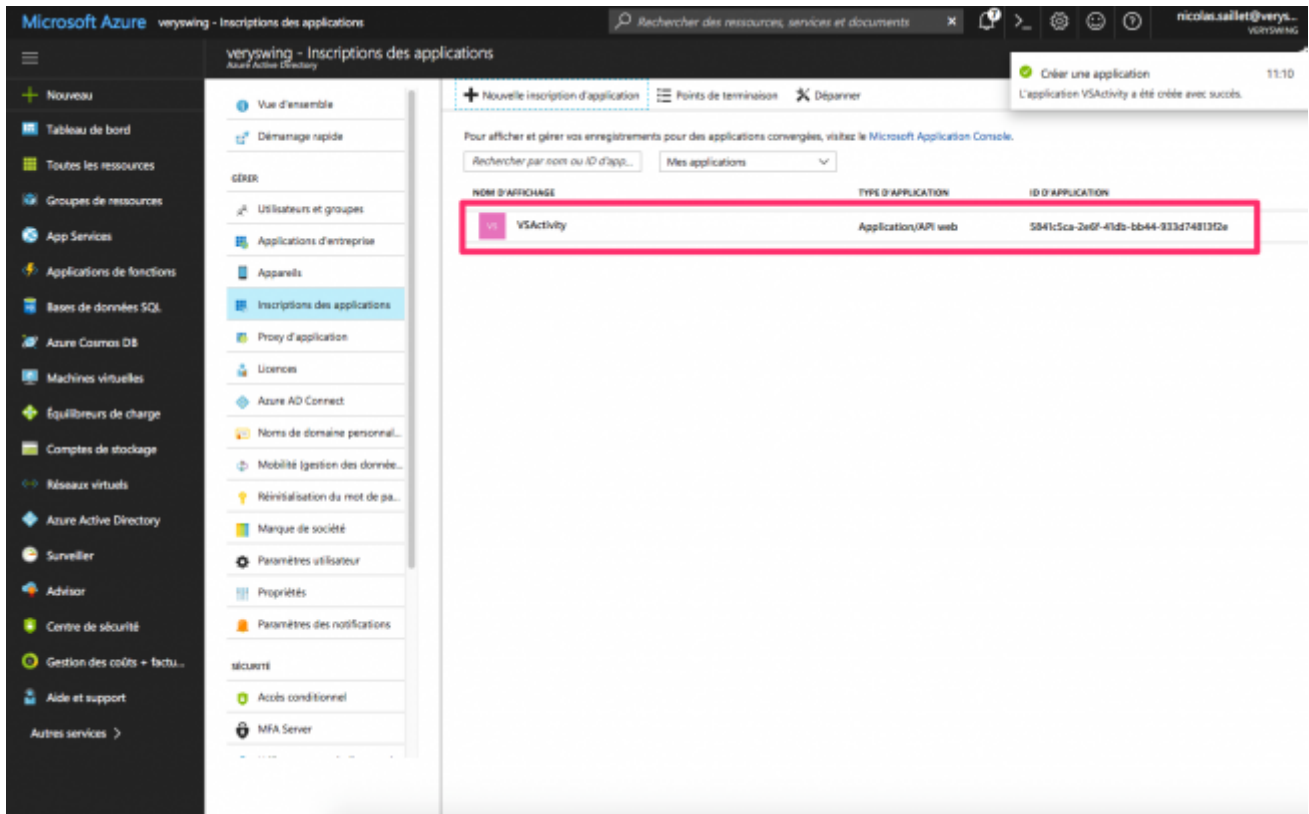 Microsoft Azure veryswing - Inscriptions des applications
Rechercher des ressources, services et documents
nicolas.saillet@verys...
VERYSWING
veryswing - Inscriptions des applications
Azure Active Directory
Créer une application 11:10
L'application VSActivity a été créée avec succès.
Nouveau
Tableau de bord
Toutes les ressources
Groupes de ressources
App Services
Applications de fonctions
Bases de données SQL
Azure Cosmos DB
Machines virtuelles
Équilibreurs de charge
Comptes de stockage
Réseaux virtuels
Azure Active Directory
Surveiller
Advisor
Centre de sécurité
Gestion des coûts + factu...
Aide et support
Autres services >
Vue d'ensemble
Démarrage rapide
GÉRER
Utilisateurs et groupes
Applications d'entreprise
Appareils
Inscriptions des applications
Proxy d'application
Licences
Azure AD Connect
Noms de domaine personnal...
Mobilité (gestion des donnée...
Réinitialisation du mot de pa...
Marque de société
Paramètres utilisateur
Propriétés
Paramètres des notifications
SÉCURITÉ
Accès conditionnel
MFA Server
Nouvelle inscription d'application Points de terminaison Dépanner
Pour afficher et gérer vos enregistrements pour des applications convergées, visitez le Microsoft Application Console.
Rechercher par nom ou ID d'app... Mes applications
NOM D'AFFICHAGE TYPE D'APPLICATION ID D'APPLICATION
VS VSActivity Application/API web 5841c5ca-2e6f-41db-bb44-933d74813f2e